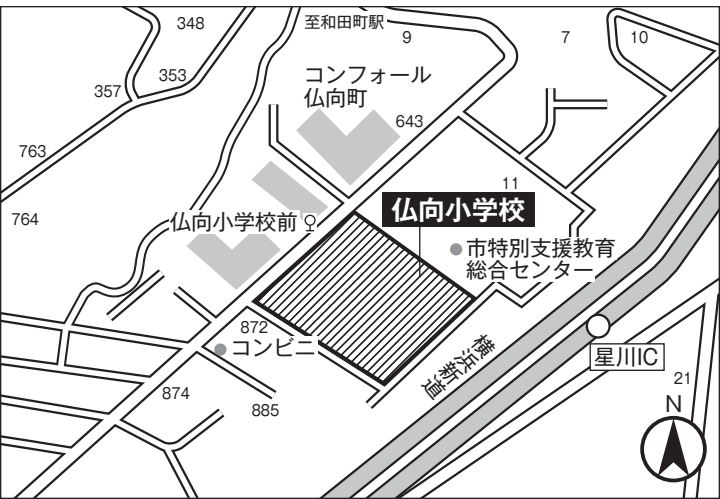 348
至和田町駅
9
7
10
353
357
コンフォール
仏向町
643
763
764
11
仏向小学校
仏向小学校前
市特別支援教育
総合センター
872
コンビニ
横浜新道
星川IC
874
885
21
N